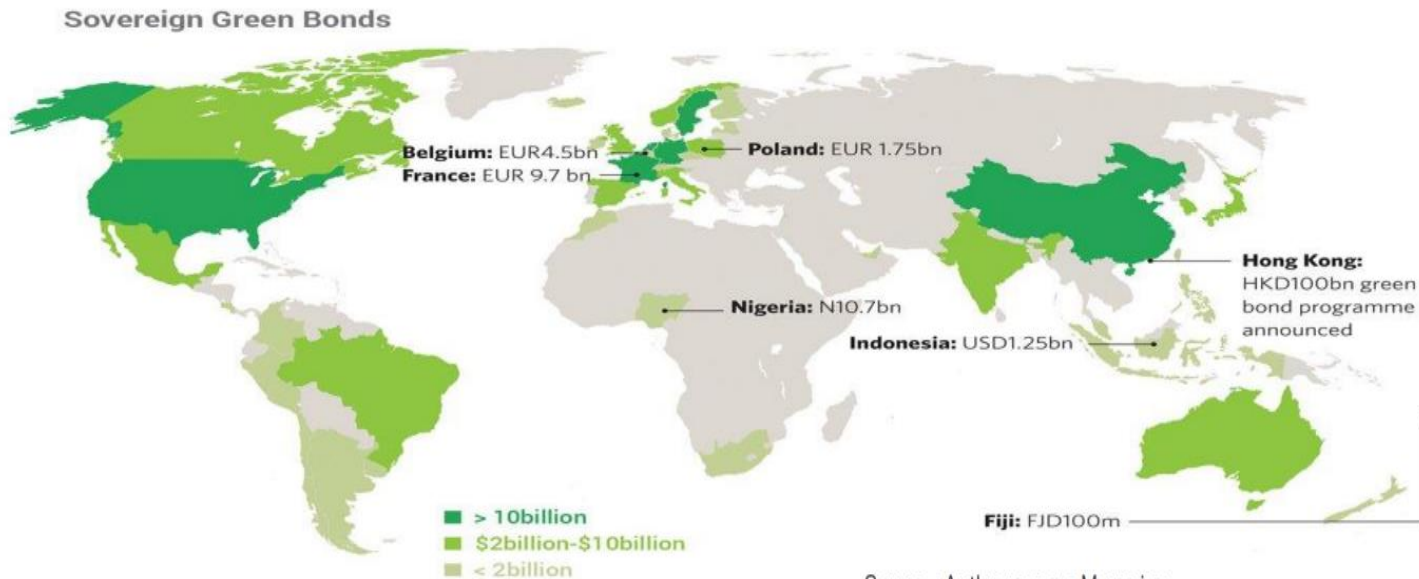 Sovereign Green Bonds
Belgium: EUR4.5bn
France: EUR 9.7 bn
Poland: EUR 1.75bn
Hong Kong:
HKD100bn green
bond programme
announced
Nigeria: N10.7bn
Indonesia: USD1.25bn
Fiji: FJD100m
> 10billion
$2billion-$10billion
< 2billion